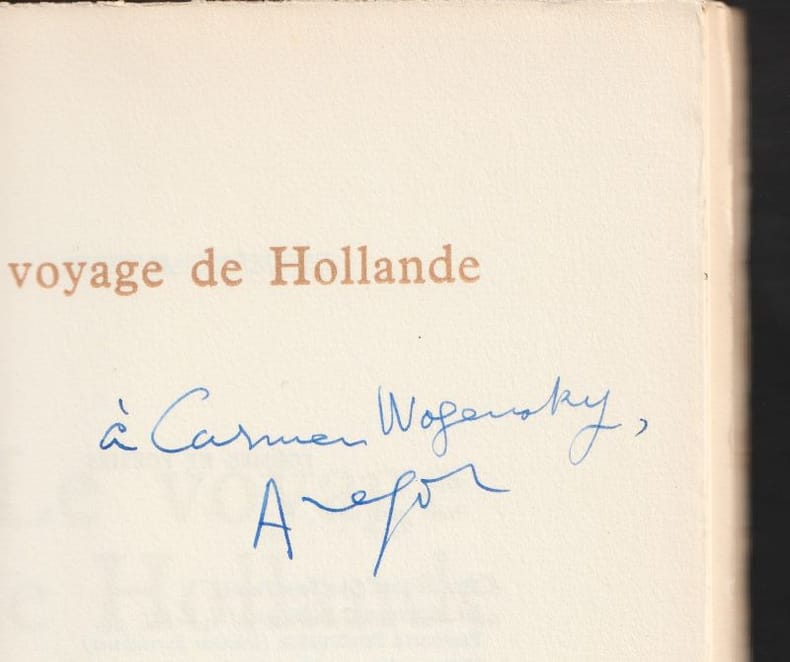 voyage de Hollande
à Carmen Wogensky,
Aragon